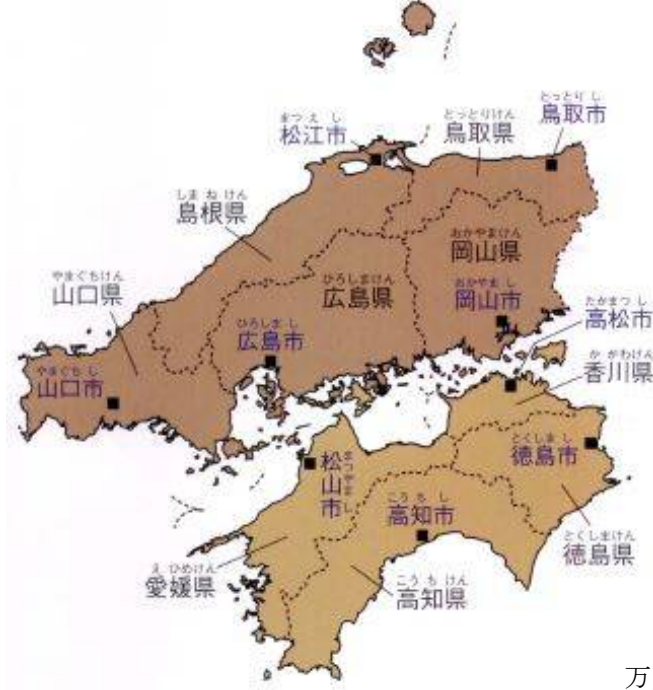 とっとりし
鳥取市
まつえし
松江市
とっとりけん
鳥取県
しまねけん
島根県
おかやまけん
岡山県
ひろしまけん
広島県
おかやまし
岡山市
やまぐちけん
山口県
たかまつし
高松市
ひろしまし
広島市
かがわけん
香川県
やまぐちし
山口市
とくしまし
徳島市
まつやまし
松山市
こうちし
高知市
とくしまけん
徳島県
えひめけん
愛媛県
こうちけん
高知県
万